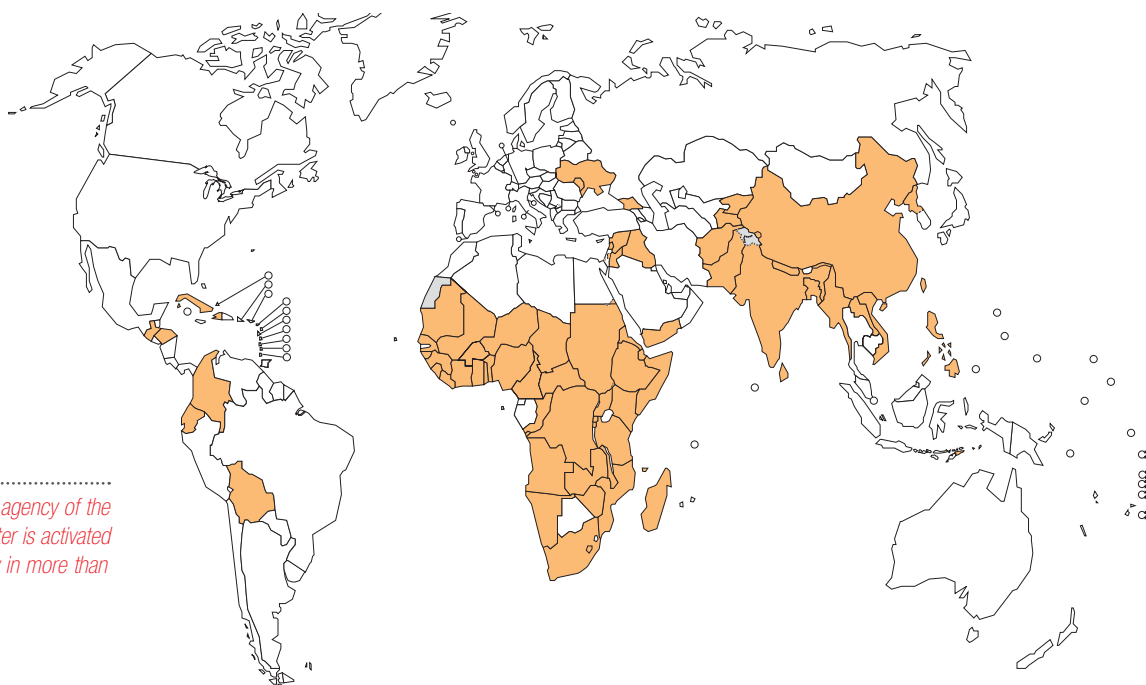 agency of the
ter is activated
in more than